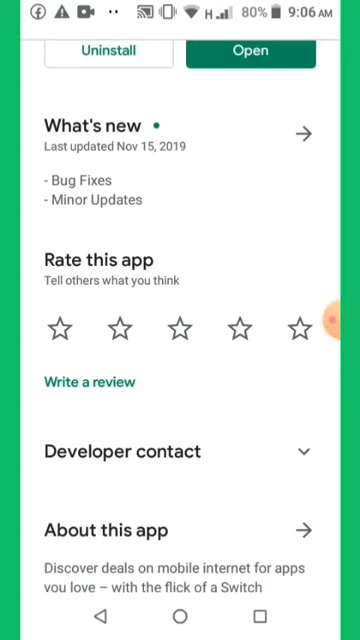 H 80% 9:06 AM
Uninstall Open
What's new •
Last updated Nov 15, 2019
- Bug Fixes
- Minor Updates
Rate this app
Tell others what you think
Write a review
Developer contact
About this app
Discover deals on mobile internet for apps
you love – with the flick of a Switch